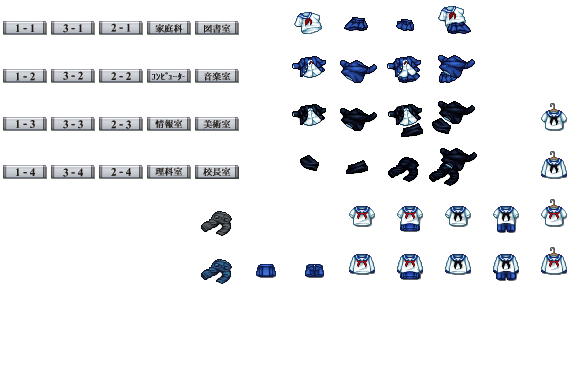 1-1 3-1 2-1 家庭科 図書室
1-2 3-2 2-2 ｺﾝﾋﾟｭｰﾀｰ 音楽室
1-3 3-3 2-3 情報室 美術室
1-4 3-4 2-4 理科室 校長室